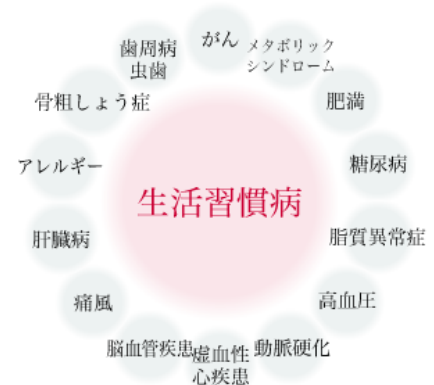 がん
メタボリック
シンドローム
肥満
糖尿病
脂質異常症
高血圧
動脈硬化
虚血性
心疾患
脳血管疾患
痛風
肝臓病
アレルギー
骨粗しょう症
歯周病
虫歯
生活習慣病